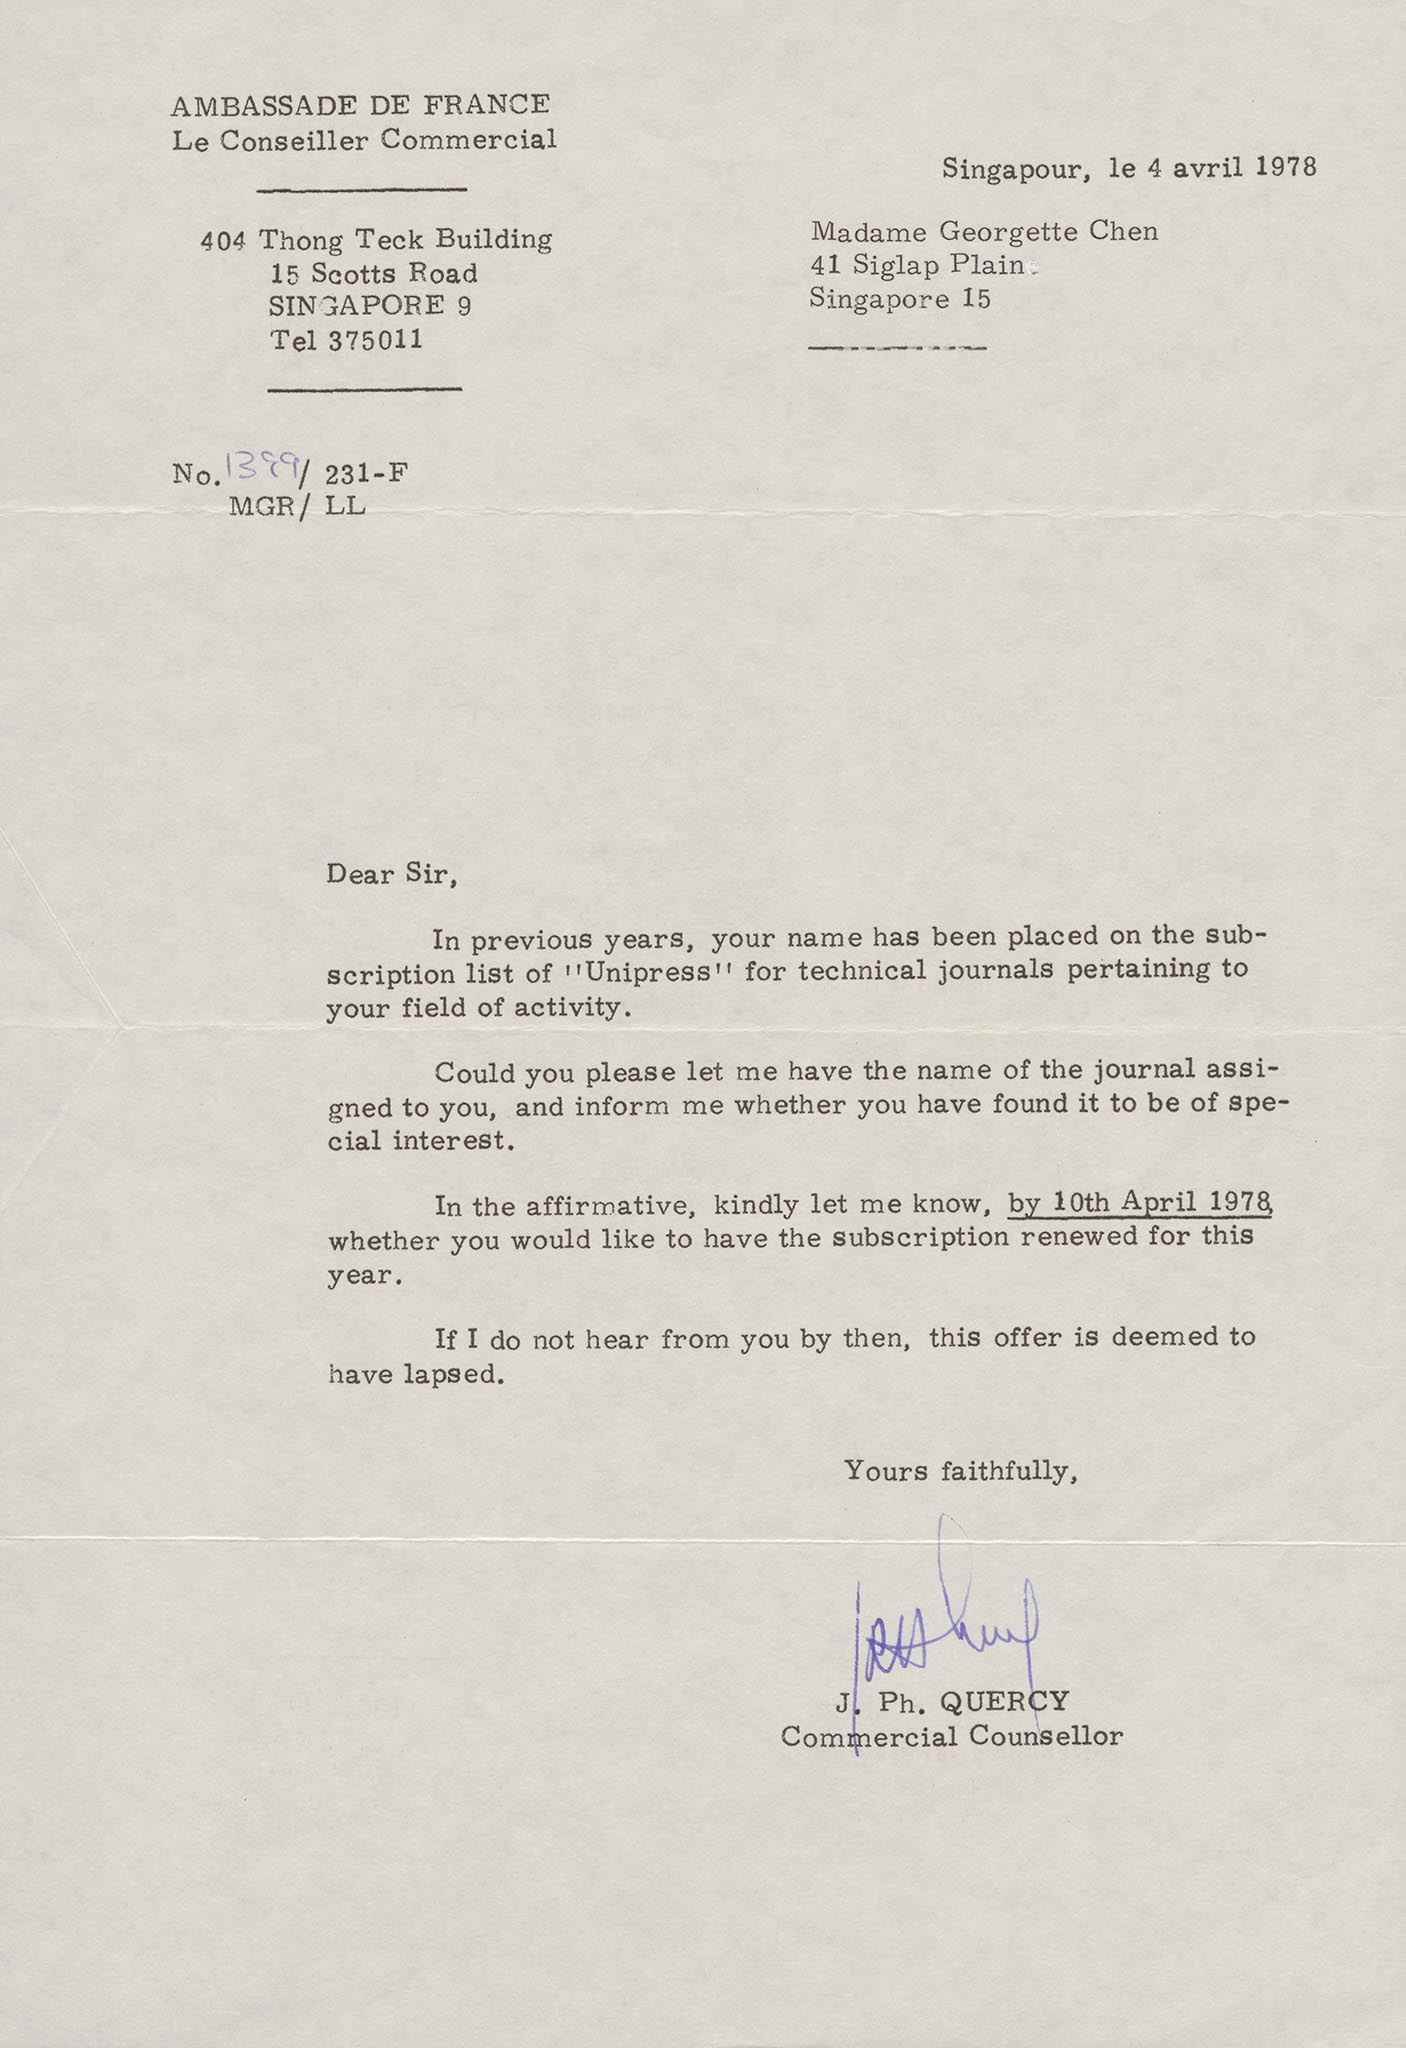 AMBASSADE DE FRANCE
Le Conseiller Commercial
Singapour, le 4 avril 1978
404 Thong Teck Building
15 Scotts Road
SINGAPORE 9
Tel 375011
Madame Georgette Chen
41 Siglap Plain
Singapore 15
No. 1399/ 231-F
MGR/ LL
Dear Sir,
In previous years, your name has been placed on the sub-
scription list of "Unipress" for technical journals pertaining to
your field of activity.
Could you please let me have the name of the journal assi-
gned to you, and inform me whether you have found it to be of spe-
cial interest.
In the affirmative, kindly let me know, by 10th April 1978,
whether you would like to have the subscription renewed for this
year.
If I do not hear from you by then, this offer is deemed to
have lapsed.
Yours faithfully,
J. Ph. QUERCY
Commercial Counsellor